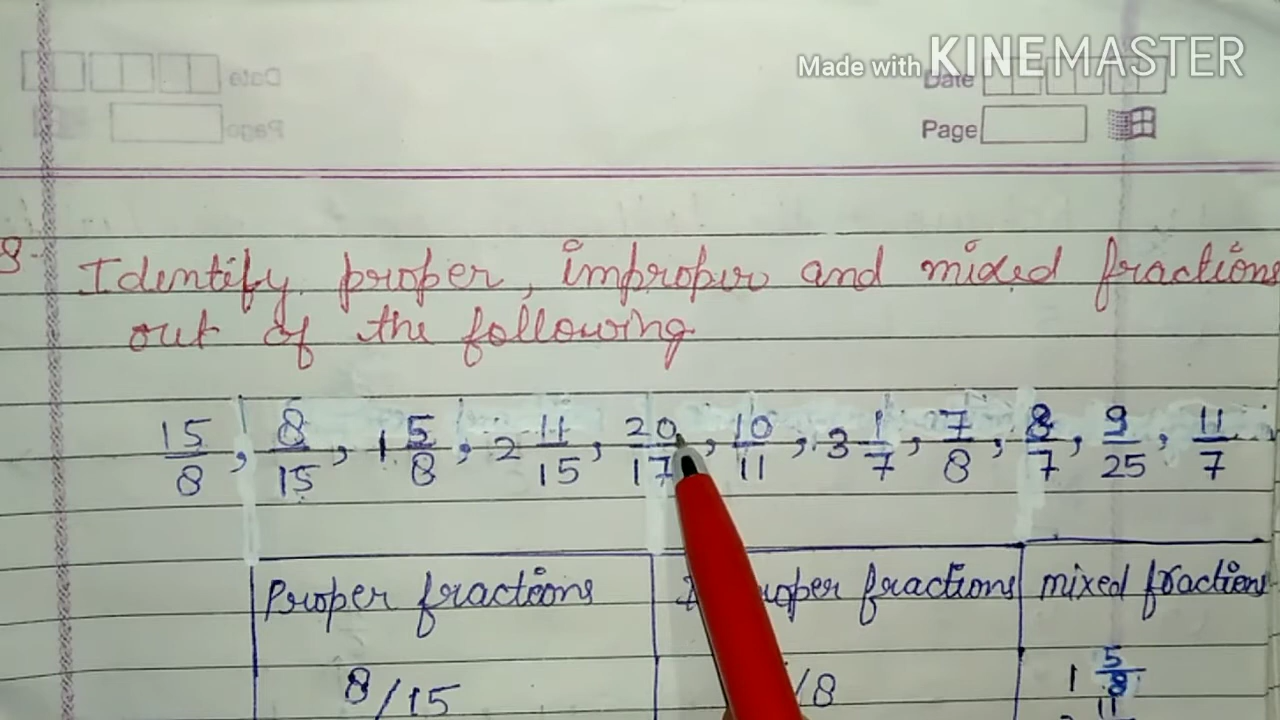 Made with KINEMASTER
Date
Page
8.
Identify proper, improper and mixed fractions
out of the following
15/8, 8/15, 1 5/8, 2 11/15, 20/17, 10/11, 3 1/7, 7/8, 8/7, 9/25, 11/7
Proper fractions mixed fractions
8/15 /8 1 5/8
11